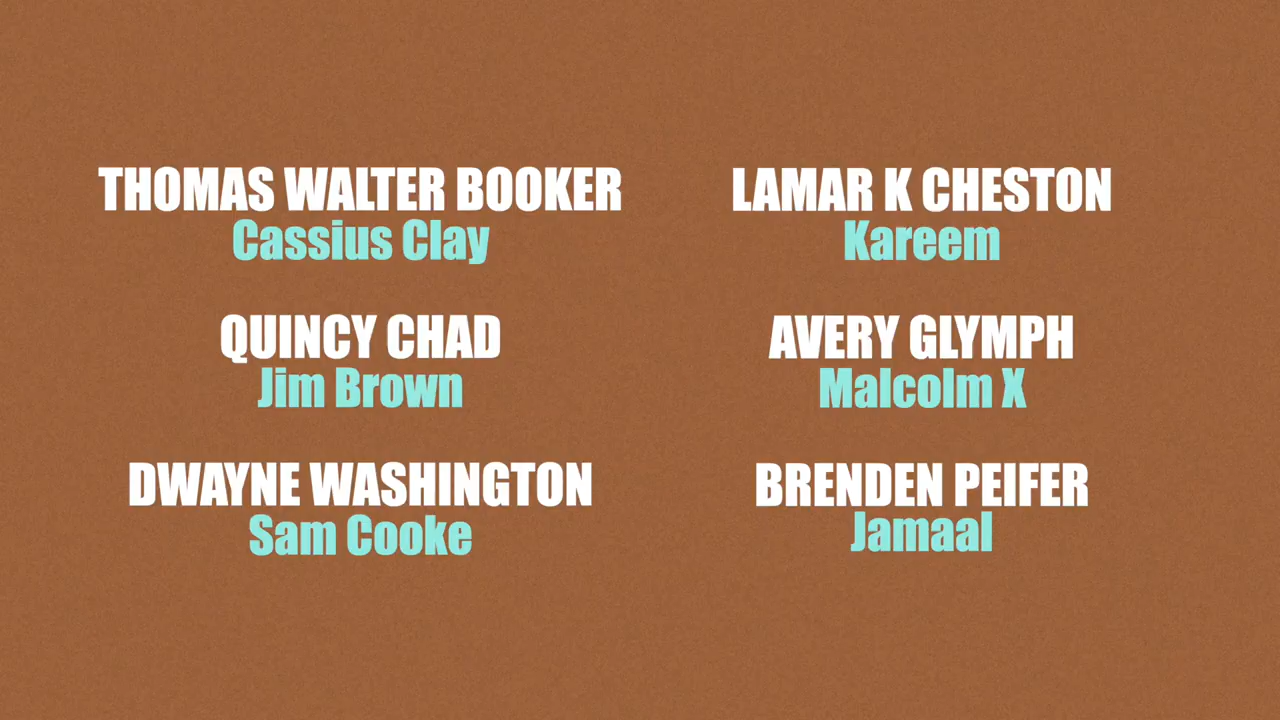 THOMAS WALTER BOOKER
Cassius Clay
QUINCY CHAD
Jim Brown
DWAYNE WASHINGTON
Sam Cooke
LAMAR K CHESTON
Kareem
AVERY GLYMPH
Malcolm X
BRENDEN PEIFER
Jamaal